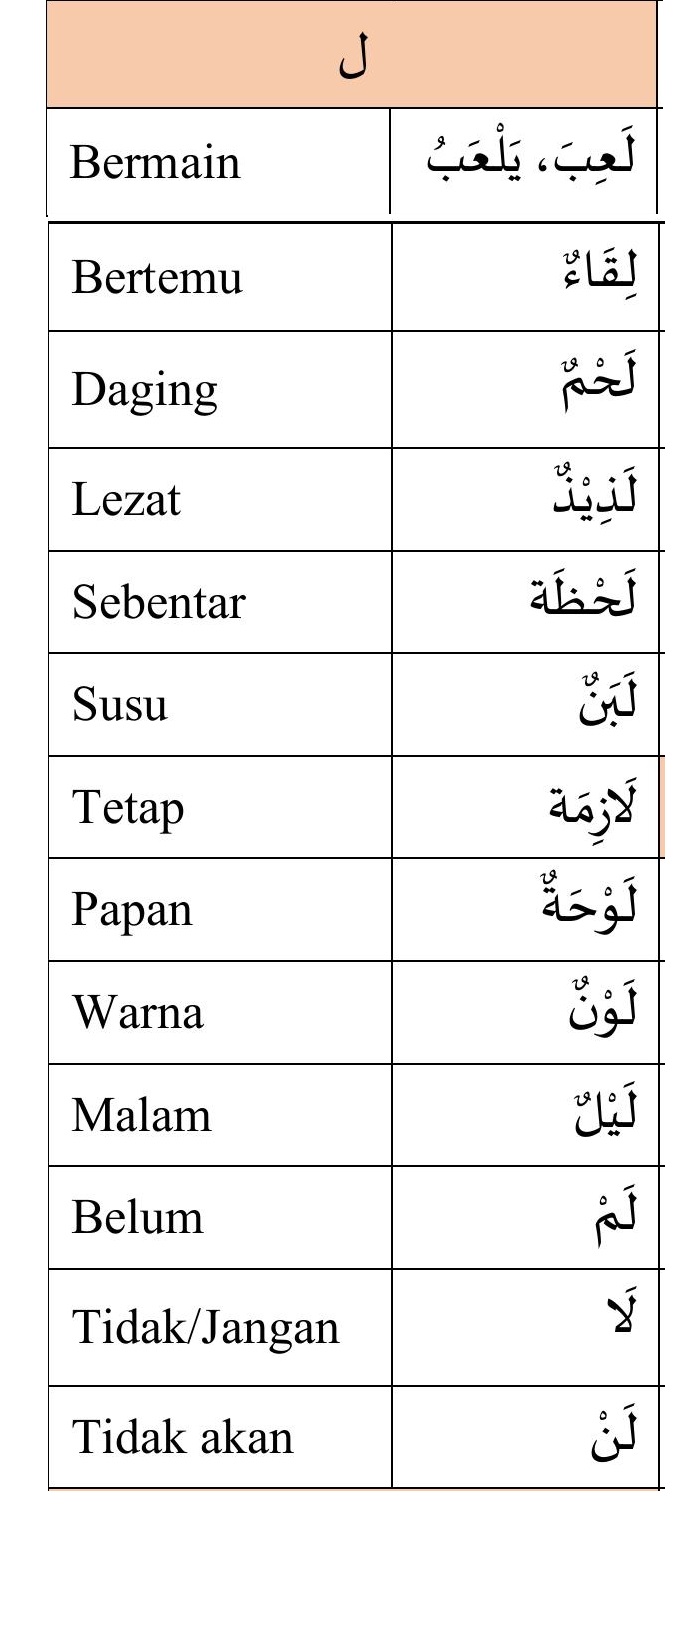 ل
Bermain لَعِبَ، يَلْعَبُ
Bertemu لِقَاءٌ
Daging لَحْمٌ
Lezat لَذِيْذٌ
Sebentar لَحْظَة
Susu لَبَنٌ
Tetap لَازِمَة
Papan لَوْحَةٌ
Warna لَوْنٌ
Malam لَيْلٌ
Belum لَمْ
Tidak/Jangan لَا
Tidak akan لَنْ